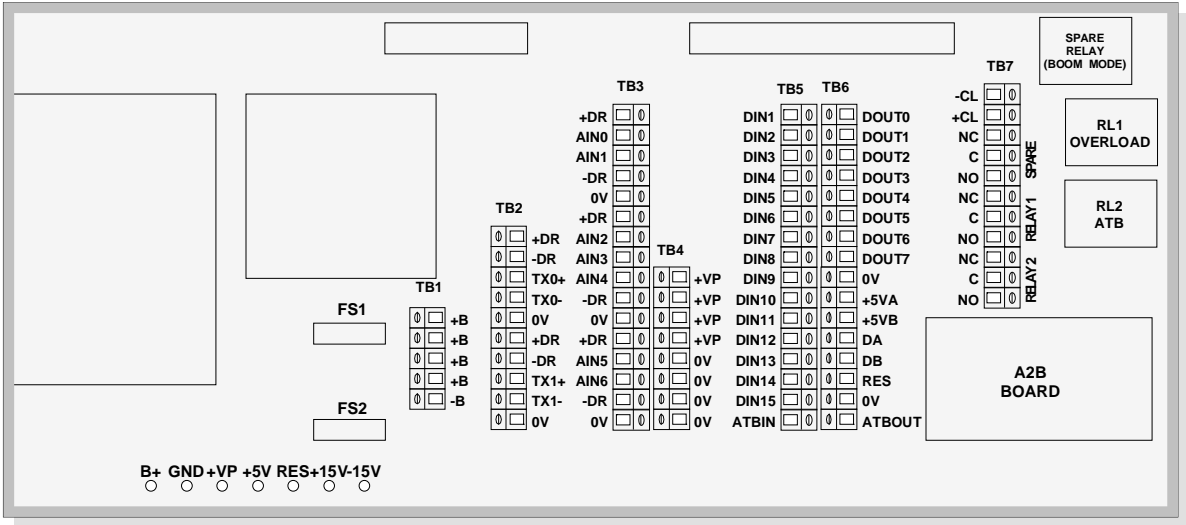 SPARE
RELAY
(BOOM MODE)
RL1
OVERLOAD
RL2
ATB
A2B
BOARD
TB7
-CL
+CL
NC
C
NO
NC
C
NO
NC
C
NO
SPARE
RELAY 1
RELAY 2
TB5
DIN1
DIN2
DIN3
DIN4
DIN5
DIN6
DIN7
DIN8
DIN9
DIN10
DIN11
DIN12
DIN13
DIN14
DIN15
ATBIN
TB6
DOUT0
DOUT1
DOUT2
DOUT3
DOUT4
DOUT5
DOUT6
DOUT7
0V
+5VA
+5VB
DA
DB
RES
0V
ATBOUT
TB3
+DR
AIN0
AIN1
-DR
0V
+DR
AIN2
AIN3
AIN4
-DR
0V
+DR
AIN5
AIN6
-DR
0V
TB4
+VP
+VP
+VP
+VP
0V
0V
0V
0V
TB2
+DR
-DR
TX0+
TX0-
0V
+DR
-DR
TX1+
TX1-
0V
TB1
+B
+B
+B
+B
-B
FS1
FS2
B+ GND +VP +5V RES +15V -15V